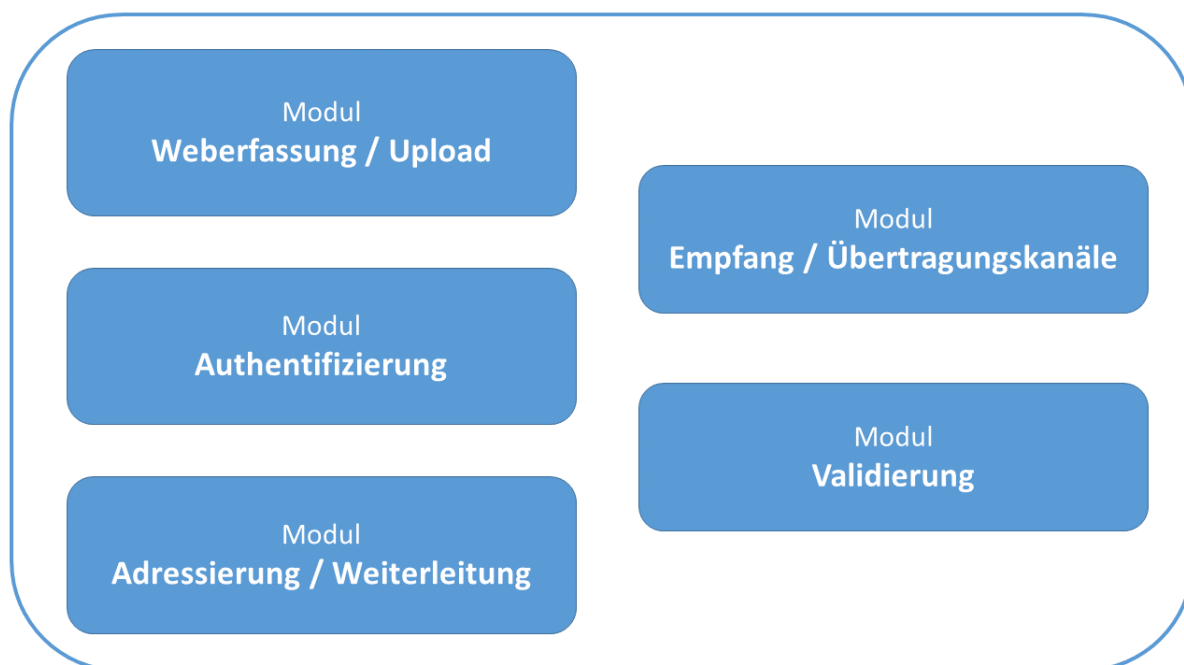 Modul
Weberfassung / Upload
Modul
Authentifizierung
Modul
Adressierung / Weiterleitung
Modul
Empfang / Übertragungskanäle
Modul
Validierung